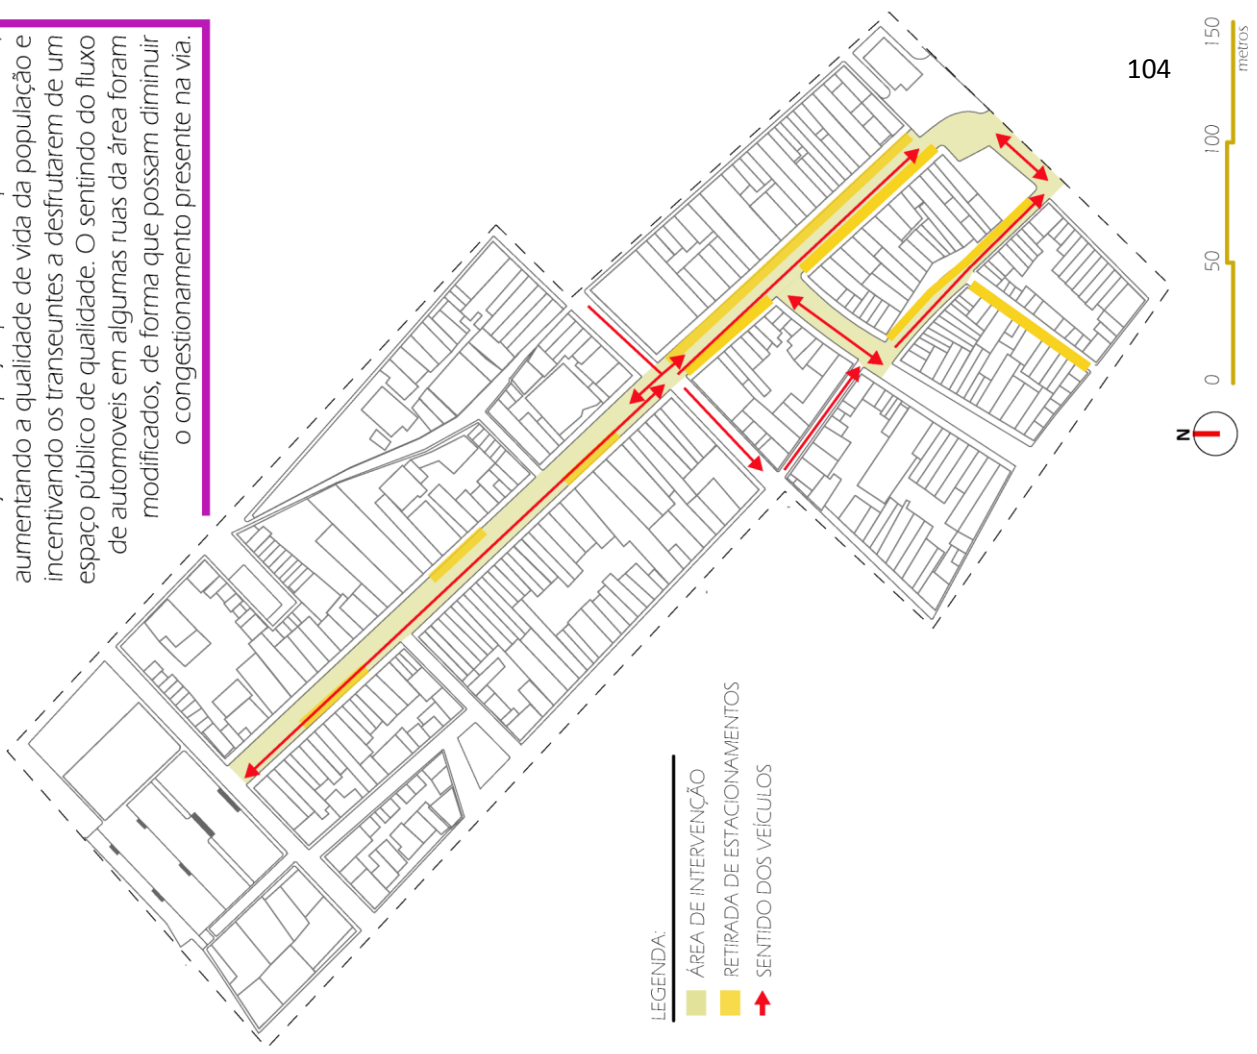 aumentando a qualidade de vida da população e
incentivando os transeuntes a desfrutarem de um
espaço público de qualidade. O sentindo do fluxo
de automoveis em algumas ruas da área foram
modificados, de forma que possam diminuir
o congestionamento presente na via.
104
LEGENDA:
ÁREA DE INTERVENÇÃO
RETIRADA DE ESTACIONAMENTOS
SENTIDO DOS VEÍCULOS
N
0 50 100 150
metros